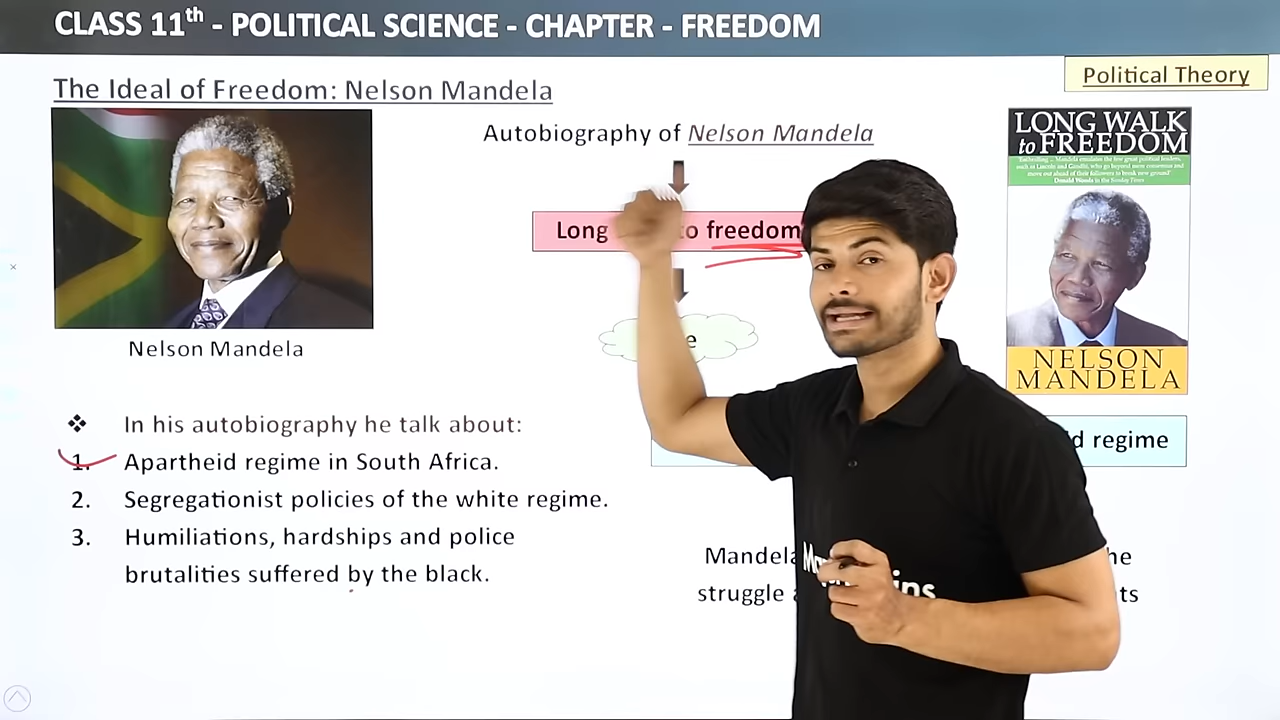 CLASS 11th - POLITICAL SCIENCE - CHAPTER - FREEDOM
Political Theory
The Ideal of Freedom: Nelson Mandela
Autobiography of Nelson Mandela
Long to freedom
Nelson Mandela
LONG WALK
to FREEDOM
NELSON
MANDELA
❖ In his autobiography he talk about:
1. Apartheid regime in South Africa.
2. Segregationist policies of the white regime.
3. Humiliations, hardships and police
brutalities suffered by the black.
regime
Mandela
struggle